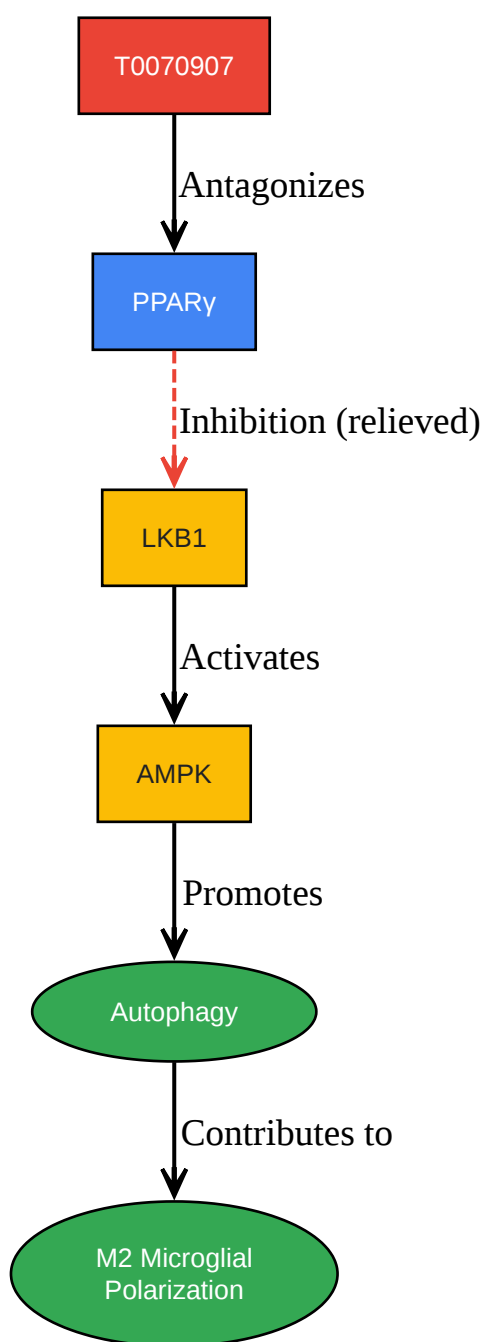 T0070907
Antagonizes
PPARγ
Inhibition (relieved)
LKB1
Activates
AMPK
Promotes
Autophagy
Contributes to
M2 Microglial
Polarization